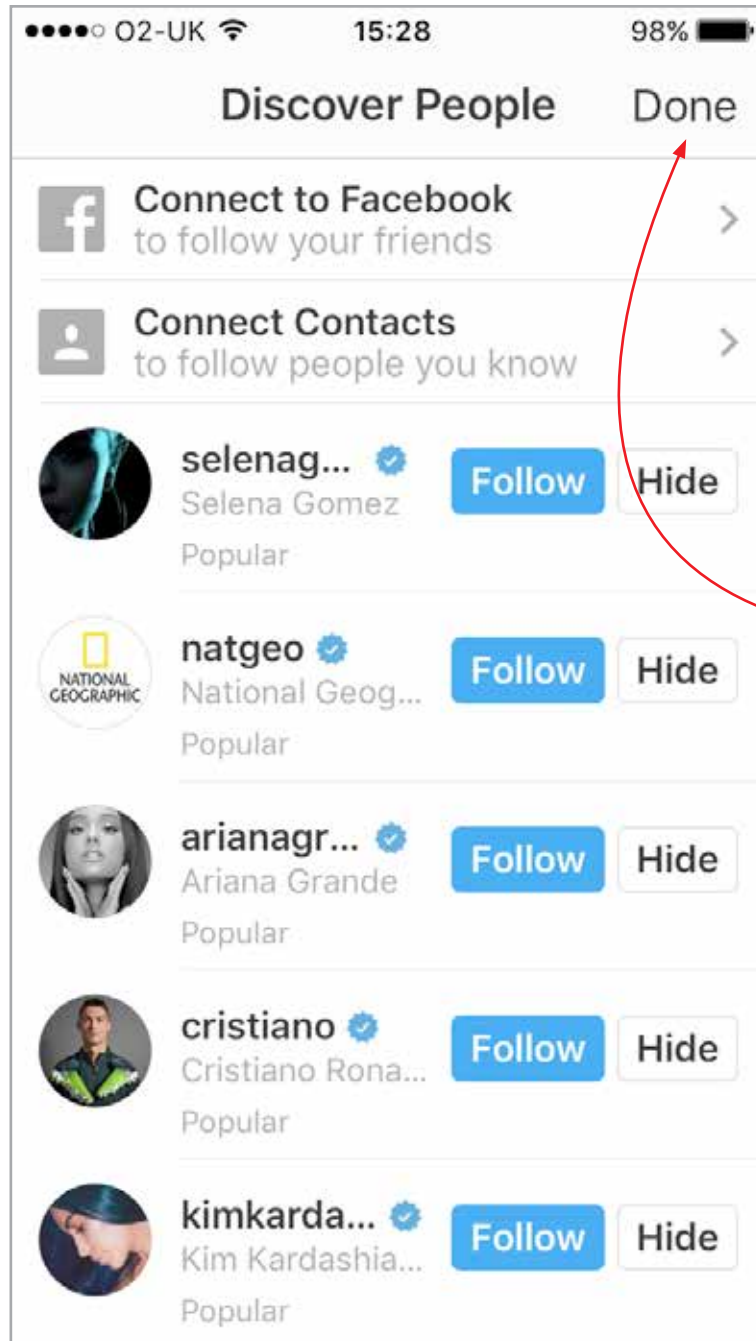 O2-UK 15:28 98%
Discover People Done
Connect to Facebook
to follow your friends
Connect Contacts
to follow people you know
selenag... Follow Hide
Selena Gomez
Popular
natgeo Follow Hide
NATIONAL
GEOGRAPHIC
National Geog...
Popular
arianagr... Follow Hide
Ariana Grande
Popular
cristiano Follow Hide
Cristiano Rona...
Popular
kimkarda... Follow Hide
Kim Kardashia...
Popular